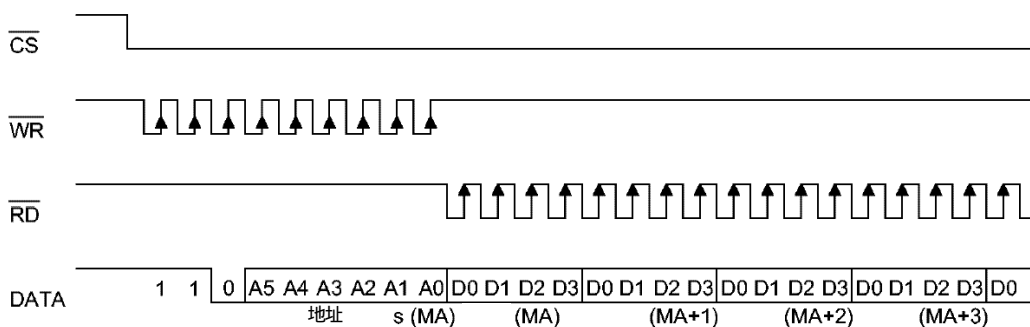 CS
WR
RD
DATA 1 1 0 A5 A4 A3 A2 A1 A0 D0 D1 D2 D3 D0 D1 D2 D3 D0 D1 D2 D3 D0 D1 D2 D3 D0
地址 s (MA) (MA) (MA+1) (MA+2) (MA+3)